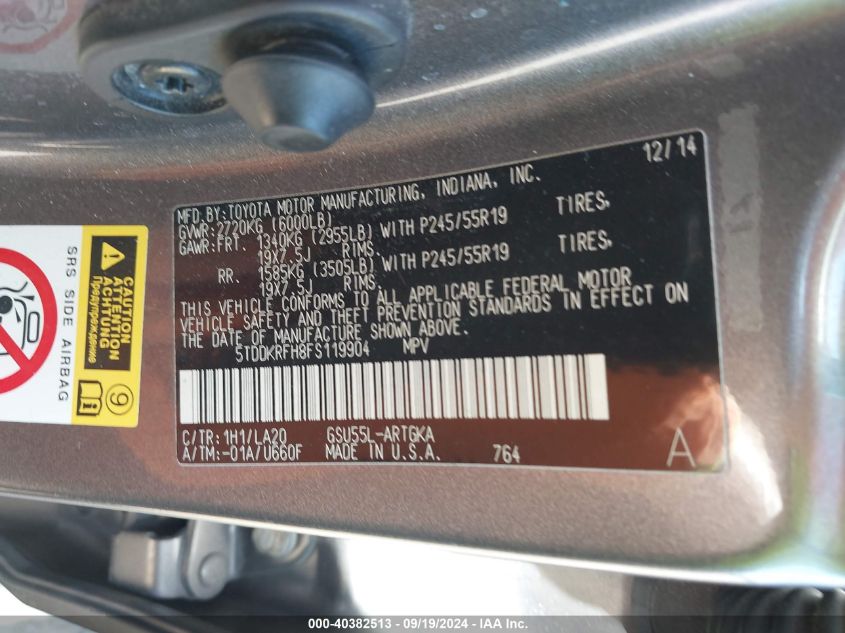 12/14
MFD.BY:TOYOTA MOTOR MANUFACTURING, INDIANA, INC.
GVWR:2720KG (6000LB)
GAWR:FRT. 1340KG (2955LB) WITH P245/55R19 TIRES,
19X7.5J RIMS.
RR. 1585KG (3505LB) WITH P245/55R19 TIRES,
19X7.5J RIMS.
THIS VEHICLE CONFORMS TO ALL APPLICABLE FEDERAL MOTOR
VEHICLE SAFETY AND THEFT PREVENTION STANDARDS IN EFFECT ON
THE DATE OF MANUFACTURE SHOWN ABOVE.
5TDDKRFH8FS119904 MPV
C/TR: 1H1/LA20 GSU55L-ARTGKA
A/TM:-01A/U660F MADE IN U.S.A. 764
A
SRS SIDE AIRBAG
CAUTION
ATTENTION
Предупреждение
9
000-40382513 - 09/19/2024 - IAA Inc.